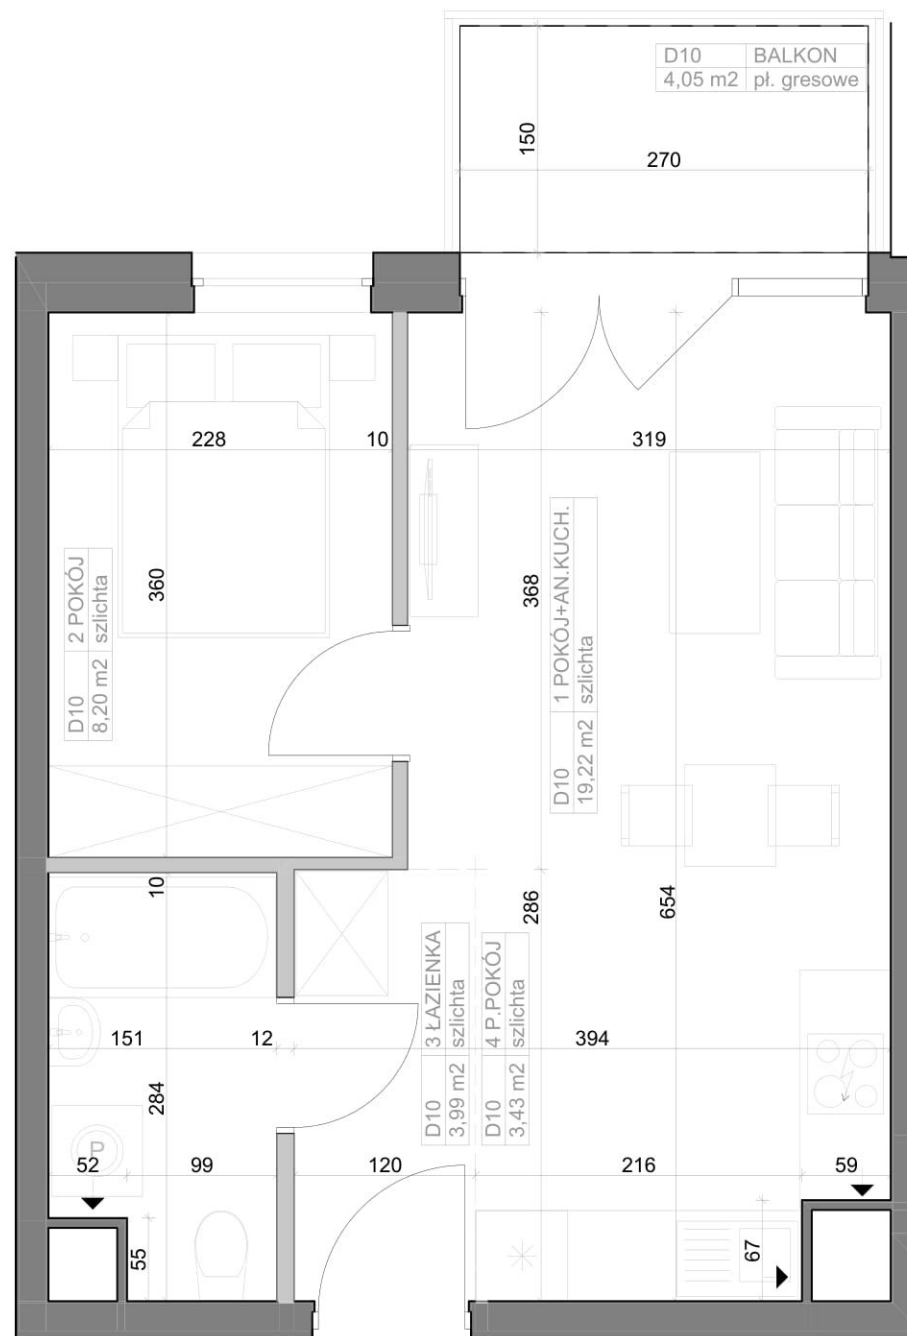 D10 BALKON
4,05 m2 pł. gresowe
150
270
228
10
319
360
368
D10 2 POKÓJ
8,20 m2 szlichta
D10 1 POKÓJ+AN.KUCH.
19,22 m2 szlichta
10
286
654
D10 3 ŁAZIENKA
3,99 m2 szlichta
D10 4 P.POKÓJ
3,43 m2 szlichta
151
12
394
284
P
52
99
120
216
59
55
67